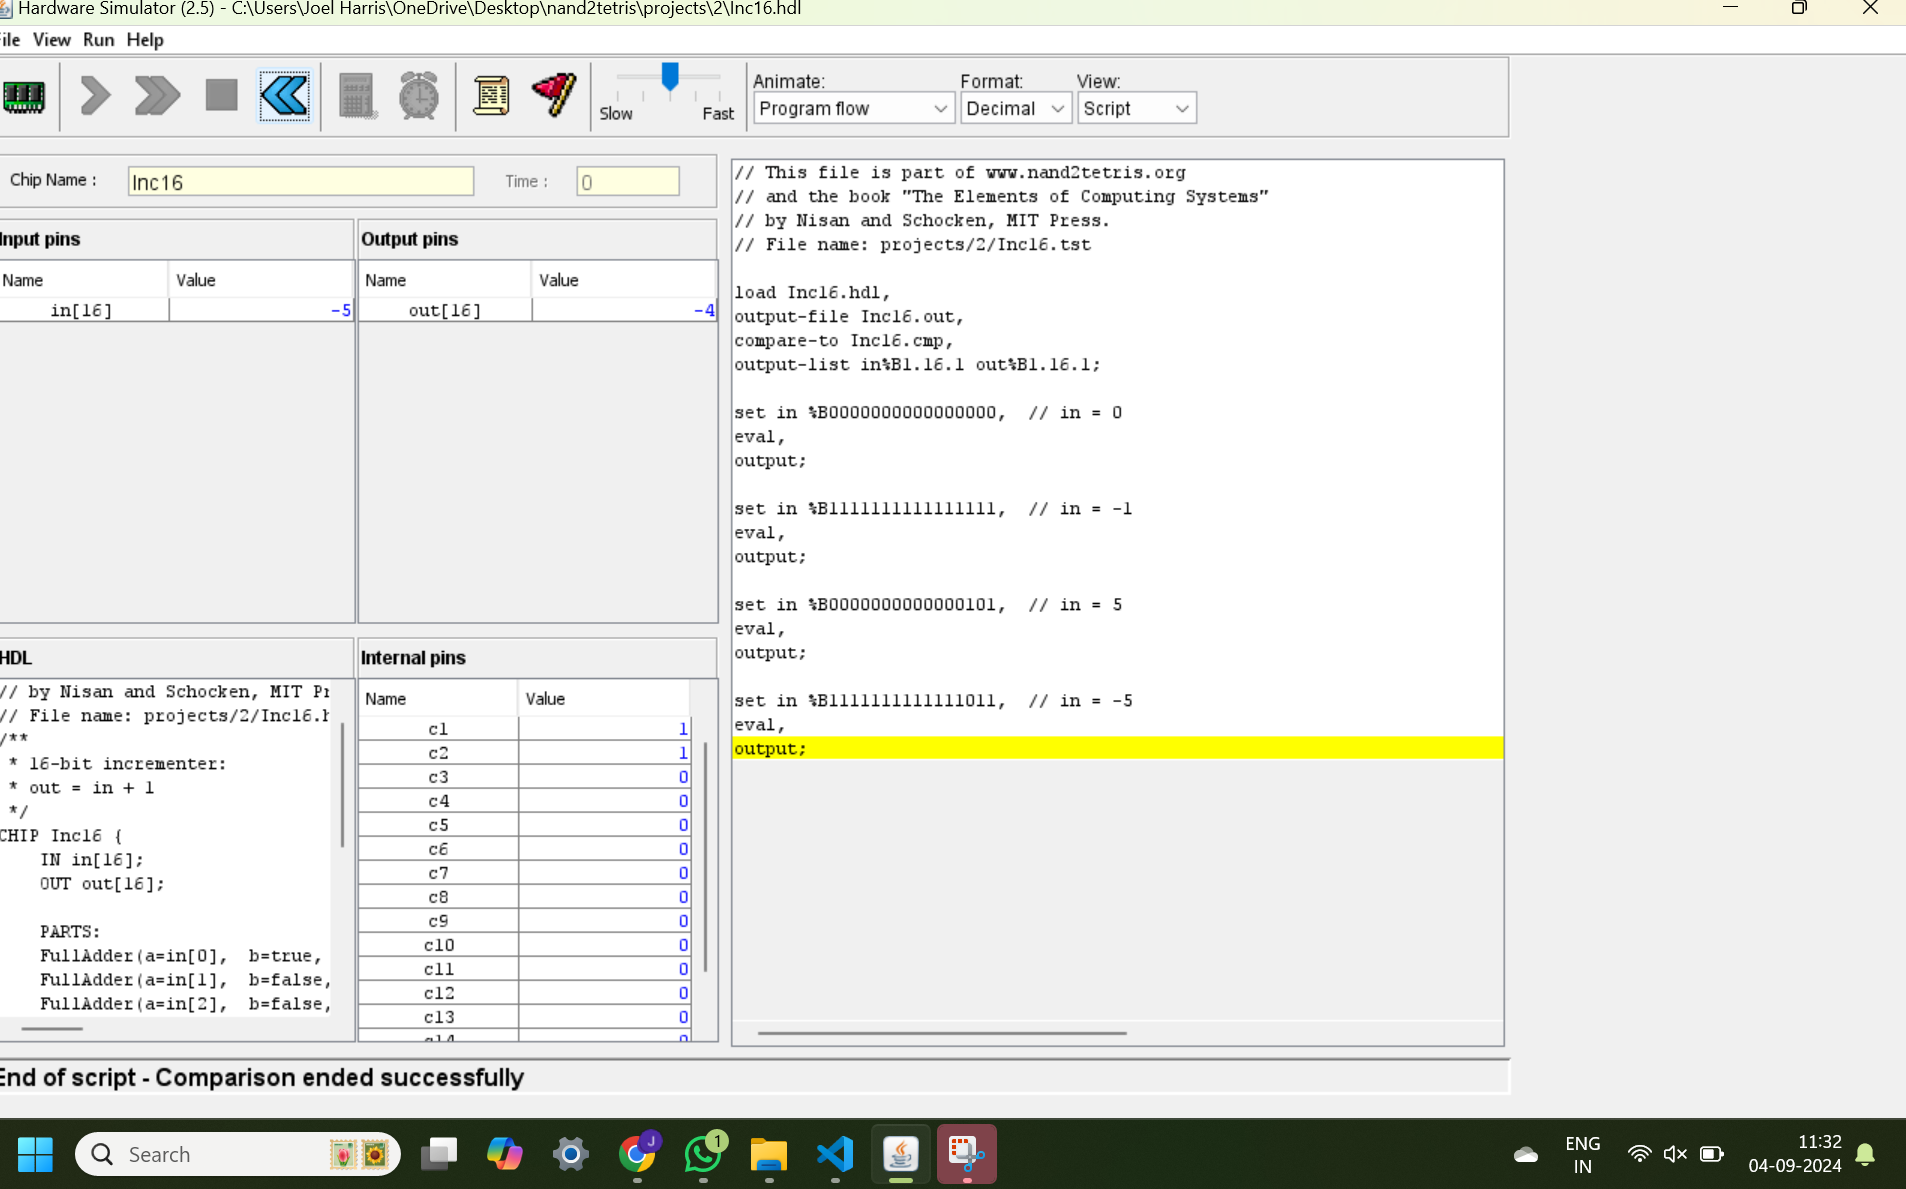 Hardware Simulator (2.5) - C:\Users\Joel Harris\OneDrive\Desktop\nand2tetris\projects\2\Inc16.hdl
File View Run Help
Slow Fast
Animate: Format: View:
Program flow Decimal Script
Chip Name : Inc16 Time : 0
Input pins
Name Value
in[16] -5
Output pins
Name Value
out[16] -4
HDL
// by Nisan and Schocken, MIT Pr
// File name: projects/2/Inc16.h
/**
* 16-bit incrementer:
* out = in + 1
*/
CHIP Inc16 {
IN in[16];
OUT out[16];
PARTS:
FullAdder(a=in[0], b=true,
FullAdder(a=in[1], b=false,
FullAdder(a=in[2], b=false,
Internal pins
Name Value
c1 1
c2 1
c3 0
c4 0
c5 0
c6 0
c7 0
c8 0
c9 0
c10 0
c11 0
c12 0
c13 0
c14 0
// This file is part of www.nand2tetris.org
// and the book "The Elements of Computing Systems"
// by Nisan and Schocken, MIT Press.
// File name: projects/2/Inc16.tst
load Inc16.hdl,
output-file Inc16.out,
compare-to Inc16.cmp,
output-list in%B1.16.1 out%B1.16.1;
set in %B0000000000000000, // in = 0
eval,
output;
set in %B1111111111111111, // in = -1
eval,
output;
set in %B0000000000000101, // in = 5
eval,
output;
set in %B1111111111111011, // in = -5
eval,
output;
End of script - Comparison ended successfully
Search
J
1
ENG
IN
11:32
04-09-2024